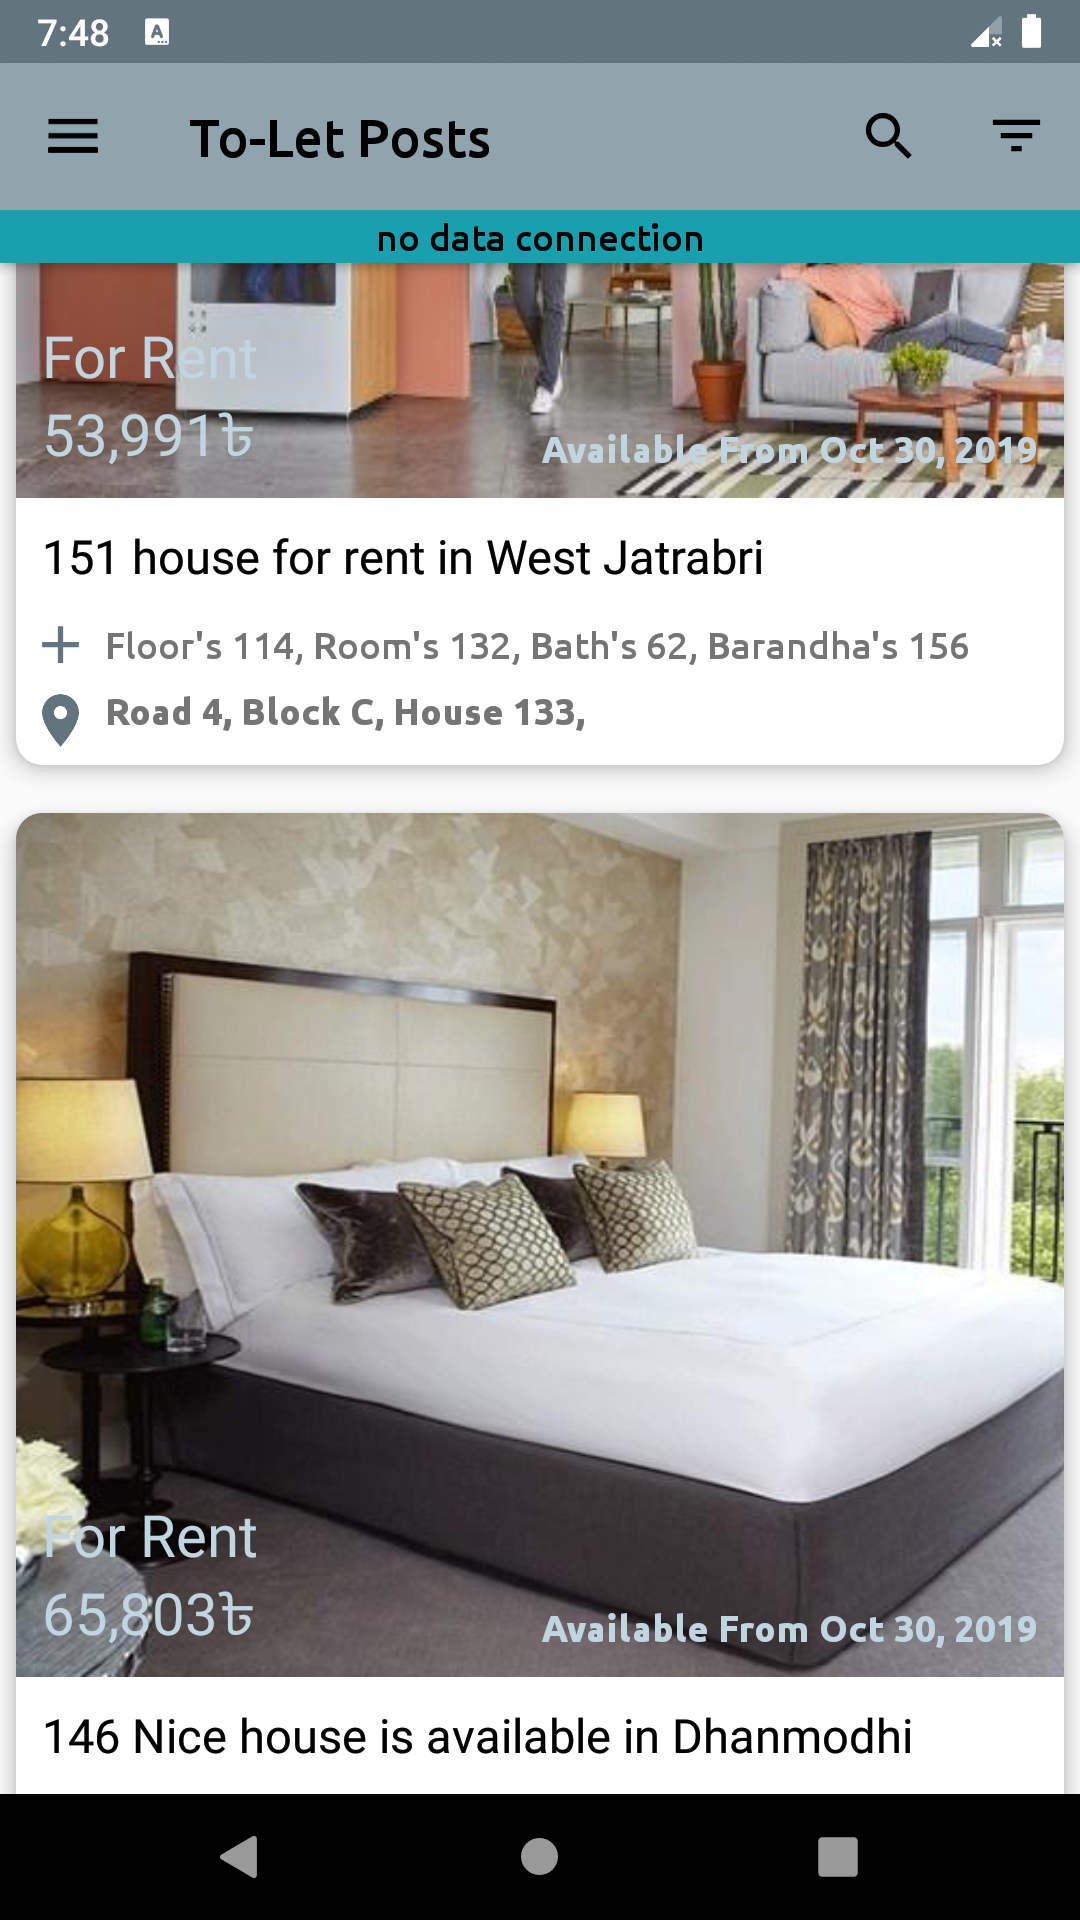 7:48
To-Let Posts
no data connection
For Rent
53,991৳
Available From Oct 30, 2019
151 house for rent in West Jatrabri
Floor's 114, Room's 132, Bath's 62, Barandha's 156
Road 4, Block C, House 133,
For Rent
65,803৳
Available From Oct 30, 2019
146 Nice house is available in Dhanmodhi